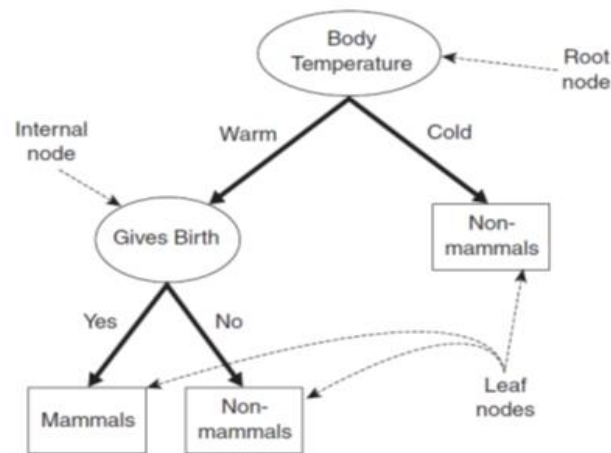 Body
Temperature
Root
node
Internal
node
Warm
Cold
Gives Birth
Non-
mammals
Yes
No
Mammals
Non-
mammals
Leaf
nodes